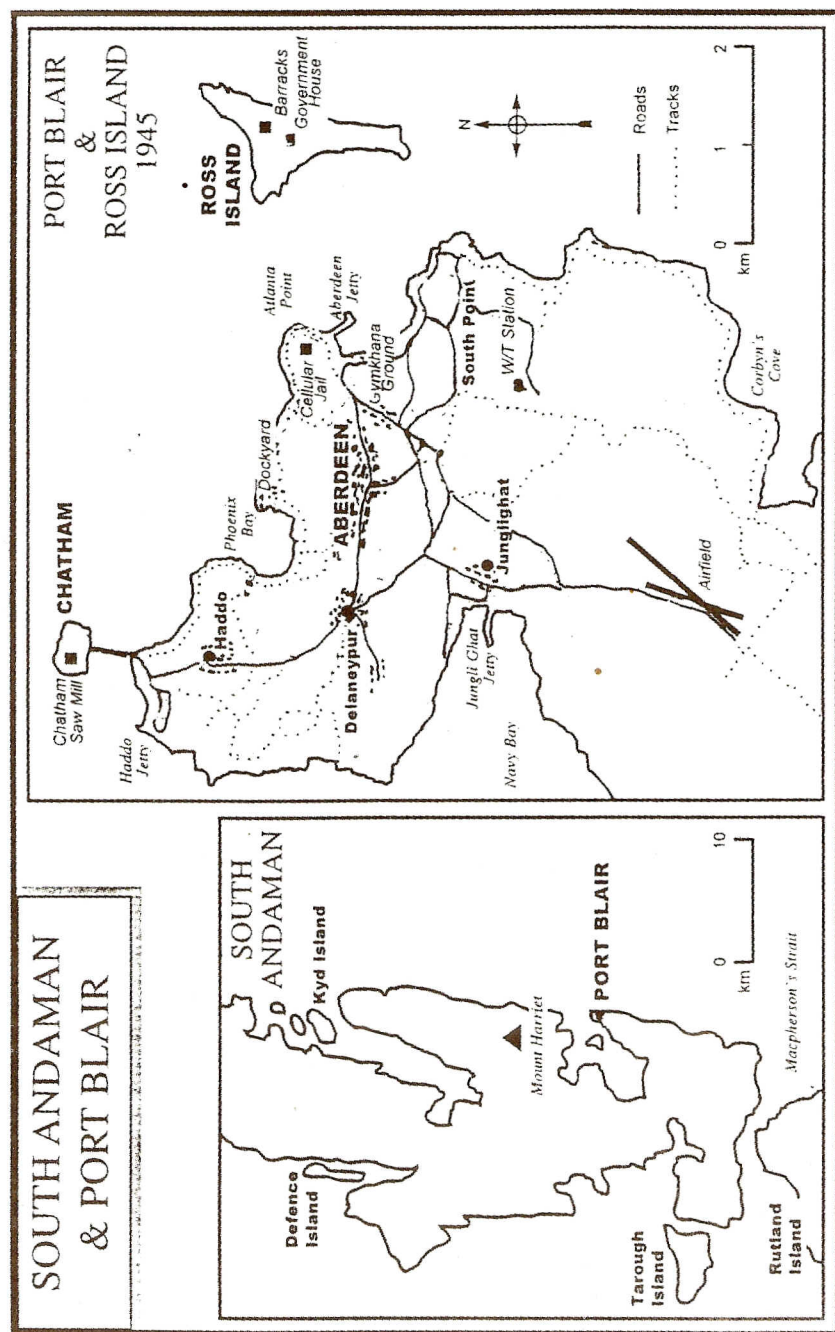 SOUTH ANDAMAN
& PORT BLAIR
SOUTH
ANDAMAN
Defence
Island
Kyd Island
Mount Harriet
PORT BLAIR
Tarough
Island
Rutland
Island
Macpherson's Strait
km
0
10
PORT BLAIR
&
ROSS ISLAND
1945
CHATHAM
Chatham
Saw Mill
Haddo
Jetty
Haddo
Phoenix
Bay
Dockyard
Atlanta
Point
Cellular
Jail
Aberdeen
Jetty
ROSS
ISLAND
Barracks
Government
House
ABERDEEN
Gymkhana
Ground
Delaneypur
South Point
W/T Station
Jungli Ghat
Jetty
Junglighat
Navy Bay
Airfield
Corbyn's
Cove
N
Roads
Tracks
km
0
1
2